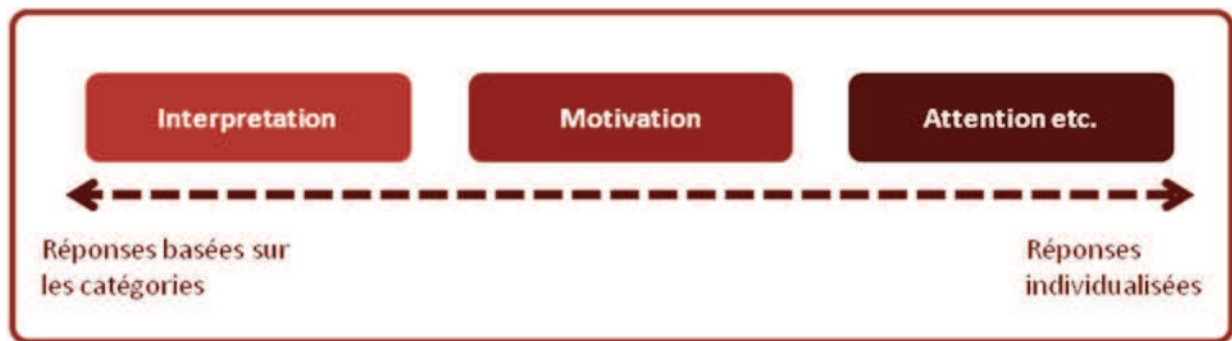 Interpretation
Motivation
Attention etc.
Réponses basées sur
les catégories
Réponses
individualisées